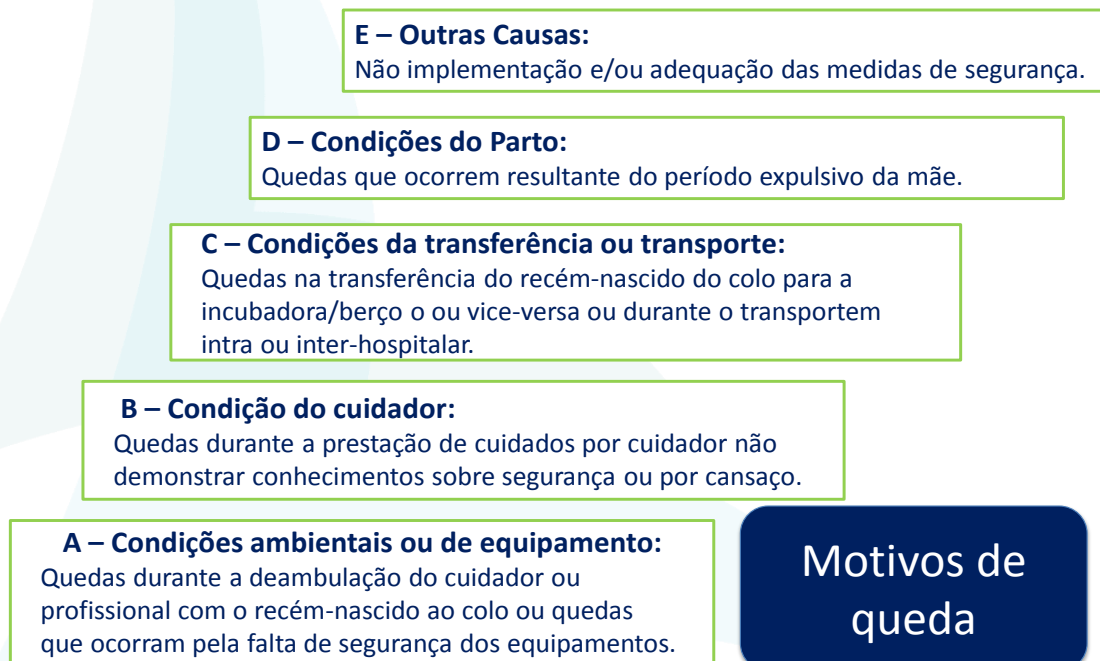 E – Outras Causas:
Não implementação e/ou adequação das medidas de segurança.
D – Condições do Parto:
Quedas que ocorrem resultante do período expulsivo da mãe.
C – Condições da transferência ou transporte:
Quedas na transferência do recém-nascido do colo para a
incubadora/berço o ou vice-versa ou durante o transportem
intra ou inter-hospitalar.
B – Condição do cuidador:
Quedas durante a prestação de cuidados por cuidador não
demonstrar conhecimentos sobre segurança ou por cansaço.
A – Condições ambientais ou de equipamento:
Quedas durante a deambulação do cuidador ou
profissional com o recém-nascido ao colo ou quedas
que ocorram pela falta de segurança dos equipamentos.
Motivos de
queda